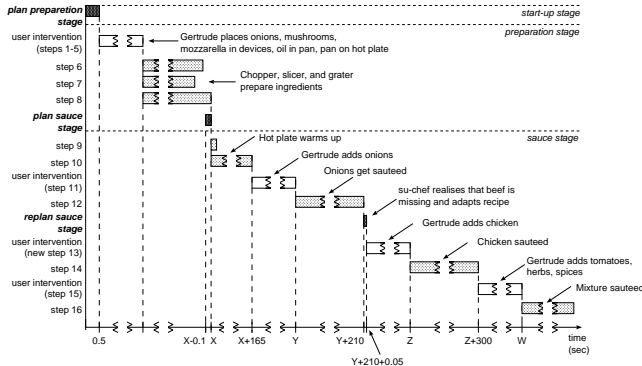 plan preparetion
stage
start-up stage
preparation stage
user intervention
(steps 1-5)
Gertrude places onions, mushrooms,
mozzarella in devices, oil in pan, pan on hot plate
step 6
step 7
Chopper, slicer, and grater
prepare ingredients
step 8
plan sauce
stage
sauce stage
step 9
Hot plate warms up
step 10
user intervention
(step 11)
Gertrude adds onions
step 12
Onions get sauteed
replan sauce
stage
su-chef realises that beef is
missing and adapts recipe
user intervention
(new step 13)
Gertrude adds chicken
step 14
Chicken sauteed
user intervention
(step 15)
Gertrude adds tomatoes,
herbs, spices
step 16
Mixture sauteed
0.5
X-0.1
X
X+165
Y
Y+210
Y+210+0.05
Z
Z+300
W
time
(sec)